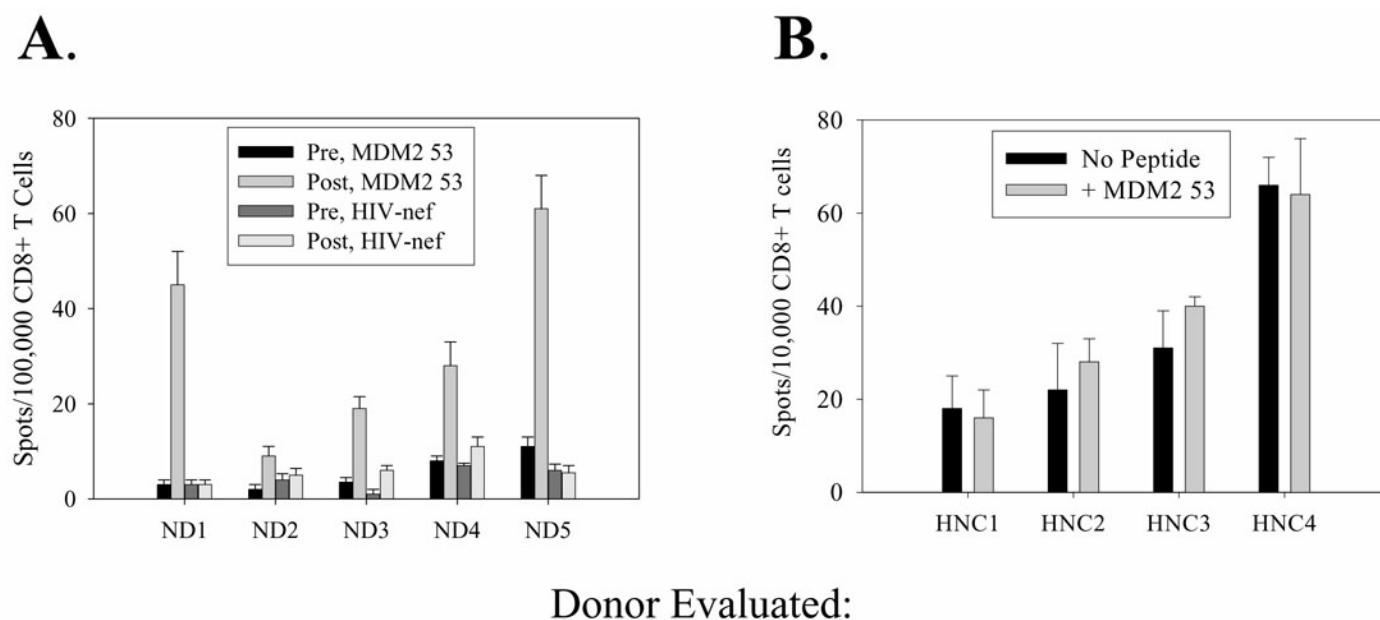 A.
Spots/100,000 CD8+ T Cells
80
60
40
20
0
Pre, MDM2 53
Post, MDM2 53
Pre, HIV-nef
Post, HIV-nef
ND1 ND2 ND3 ND4 ND5
B.
Spots/10,000 CD8+ T cells
80
60
40
20
0
No Peptide
+ MDM2 53
HNC1 HNC2 HNC3 HNC4
Donor Evaluated: